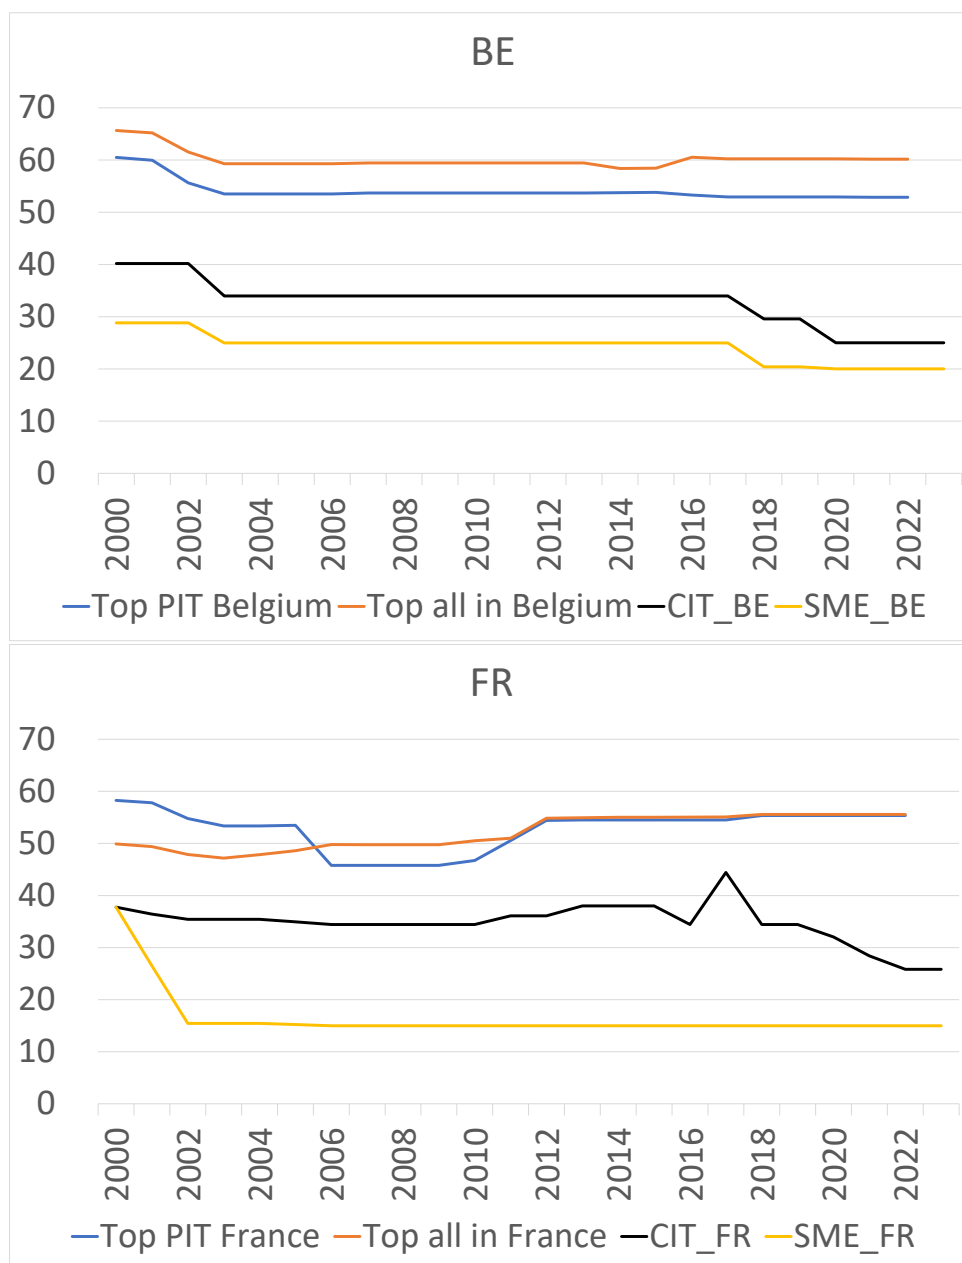 BE
70
60
50
40
30
20
10
0
2000 2002 2004 2006 2008 2010 2012 2014 2016 2018 2020 2022
Top PIT Belgium Top all in Belgium CIT_BE SME_BE
FR
70
60
50
40
30
20
10
0
2000 2002 2004 2006 2008 2010 2012 2014 2016 2018 2020 2022
Top PIT France Top all in France CIT_FR SME_FR